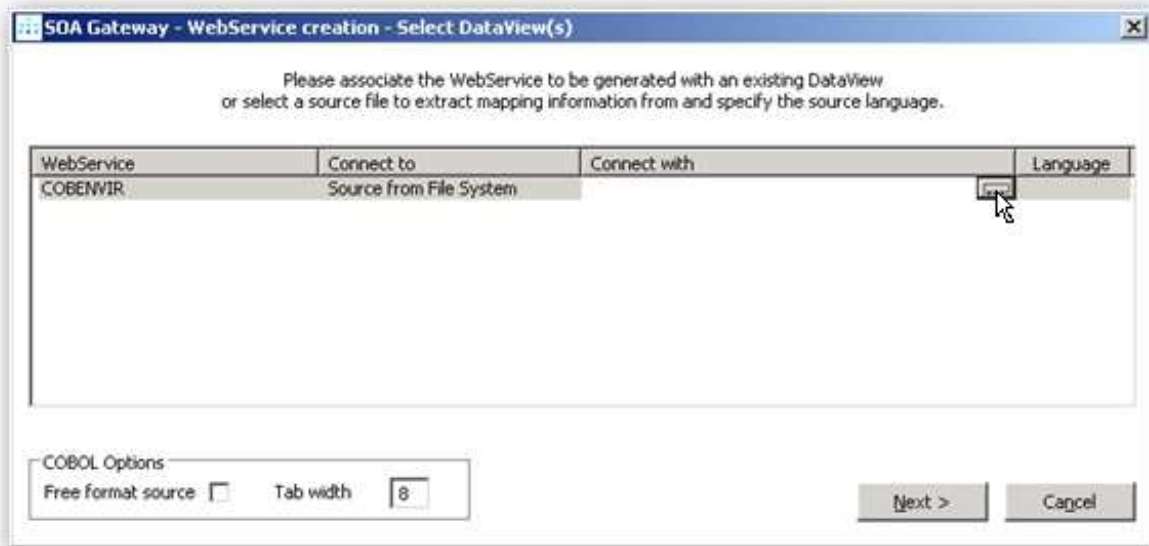 SOA Gateway - WebService creation - Select DataView(s)
Please associate the WebService to be generated with an existing DataView
or select a source file to extract mapping information from and specify the source language.
WebService Connect to Connect with Language
COBENVIR Source from File System ...
COBOL Options
Free format source Tab width 8
Next > Cancel